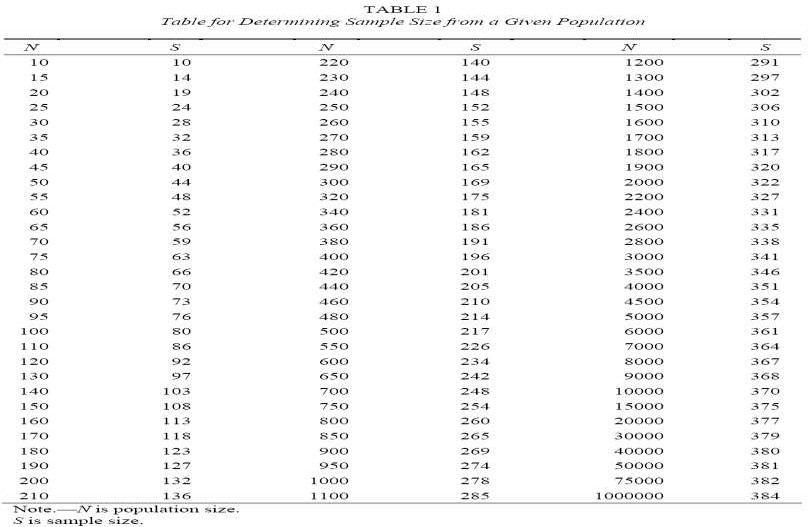 TABLE 1
Table for Determining Sample Size from a Given Population
N S N S N S
10 10 220 140 1200 291
15 14 230 144 1300 297
20 19 240 148 1400 302
25 24 250 152 1500 306
30 28 260 155 1600 310
35 32 270 159 1700 313
40 36 280 162 1800 317
45 40 290 165 1900 320
50 44 300 169 2000 322
55 48 320 175 2200 327
60 52 340 181 2400 331
65 56 360 186 2600 335
70 59 380 191 2800 338
75 63 400 196 3000 341
80 66 420 201 3500 346
85 70 440 205 4000 351
90 73 460 210 4500 354
95 76 480 214 5000 357
100 80 500 217 6000 361
110 86 550 226 7000 364
120 92 600 234 8000 367
130 97 650 242 9000 368
140 103 700 248 10000 370
150 108 750 254 15000 375
160 113 800 260 20000 377
170 118 850 265 30000 379
180 123 900 269 40000 380
190 127 950 274 50000 381
200 132 1000 278 75000 382
210 136 1100 285 1000000 384
Note.—N is population size.
S is sample size.